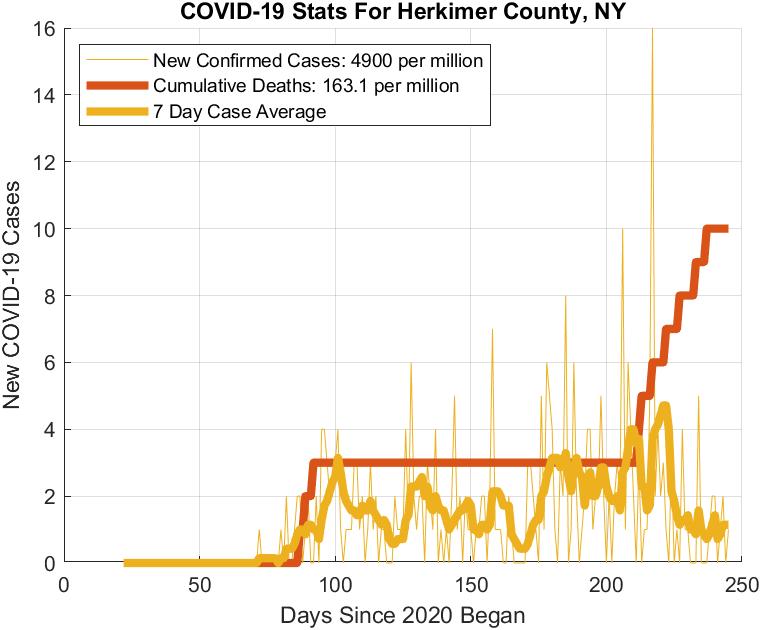 COVID-19 Stats For Herkimer County, NY
New Confirmed Cases: 4900 per million
Cumulative Deaths: 163.1 per million
7 Day Case Average
New COVID-19 Cases
16
14
12
10
8
6
4
2
0
0 50 100 150 200 250
Days Since 2020 Began